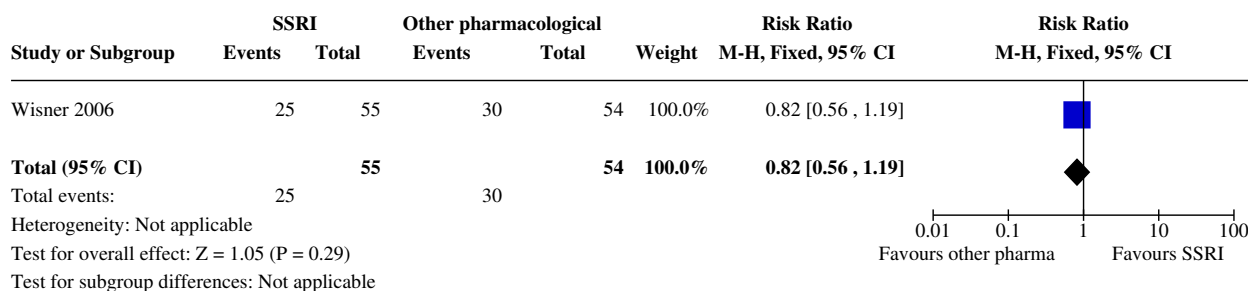 SSRI Other pharmacological Risk Ratio Risk Ratio
Study or Subgroup Events Total Events Total Weight M-H, Fixed, 95% CI M-H, Fixed, 95% CI
Wisner 2006 25 55 30 54 100.0% 0.82 [0.56 , 1.19]
Total (95% CI) 55 54 100.0% 0.82 [0.56 , 1.19]
Total events: 25 30
Heterogeneity: Not applicable
0.01 0.1 1 10 100
Test for overall effect: Z = 1.05 (P = 0.29) Favours other pharma Favours SSRI
Test for subgroup differences: Not applicable